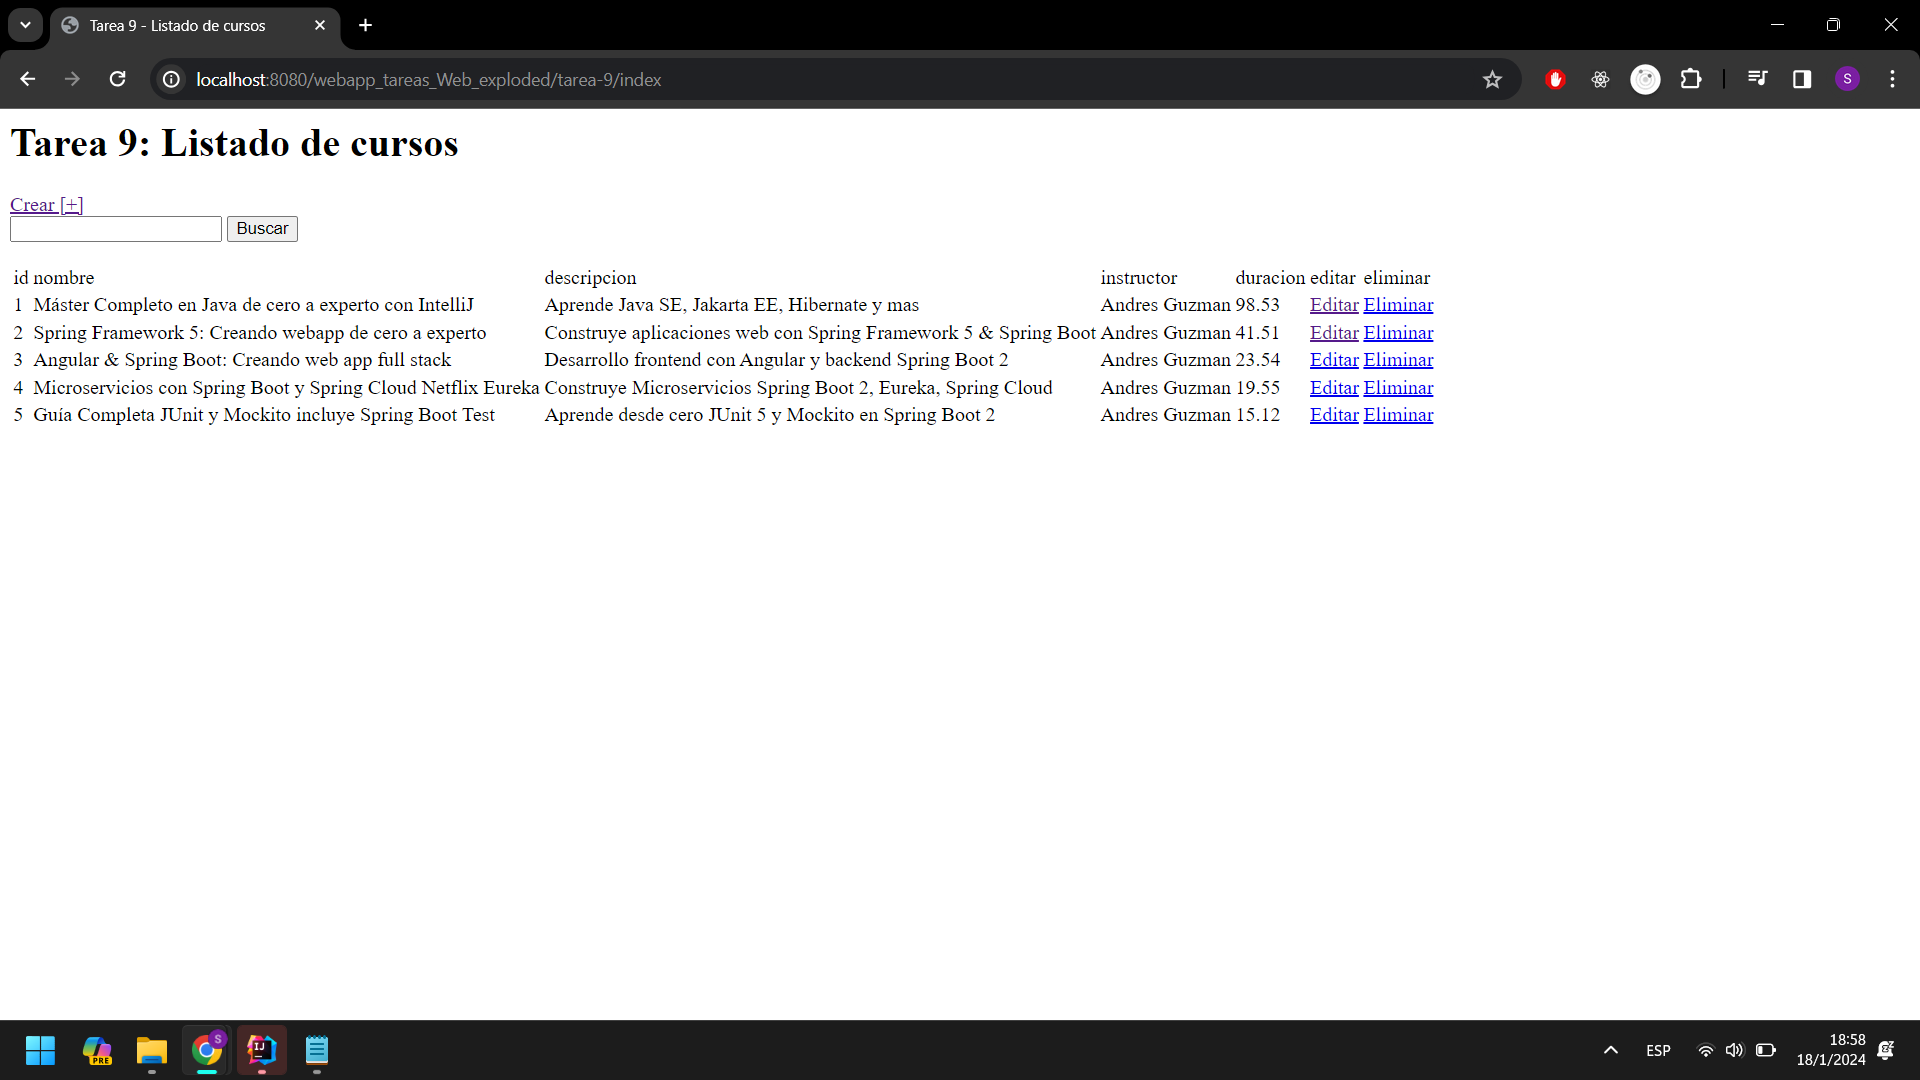 Tarea 9 - Listado de cursos
localhost:8080/webapp_tareas_Web_exploded/tarea-9/index
S
Tarea 9: Listado de cursos
Crear [+]
Buscar
id nombre descripcion instructor duracion editar eliminar
1 Máster Completo en Java de cero a experto con IntelliJ Aprende Java SE, Jakarta EE, Hibernate y mas Andres Guzman 98.53 Editar Eliminar
2 Spring Framework 5: Creando webapp de cero a experto Construye aplicaciones web con Spring Framework 5 & Spring Boot Andres Guzman 41.51 Editar Eliminar
3 Angular & Spring Boot: Creando web app full stack Desarrollo frontend con Angular y backend Spring Boot 2 Andres Guzman 23.54 Editar Eliminar
4 Microservicios con Spring Boot y Spring Cloud Netflix Eureka Construye Microservicios Spring Boot 2, Eureka, Spring Cloud Andres Guzman 19.55 Editar Eliminar
5 Guía Completa JUnit y Mockito incluye Spring Boot Test Aprende desde cero JUnit 5 y Mockito en Spring Boot 2 Andres Guzman 15.12 Editar Eliminar
PRE
S
IJ
ESP
18:58
18/1/2024